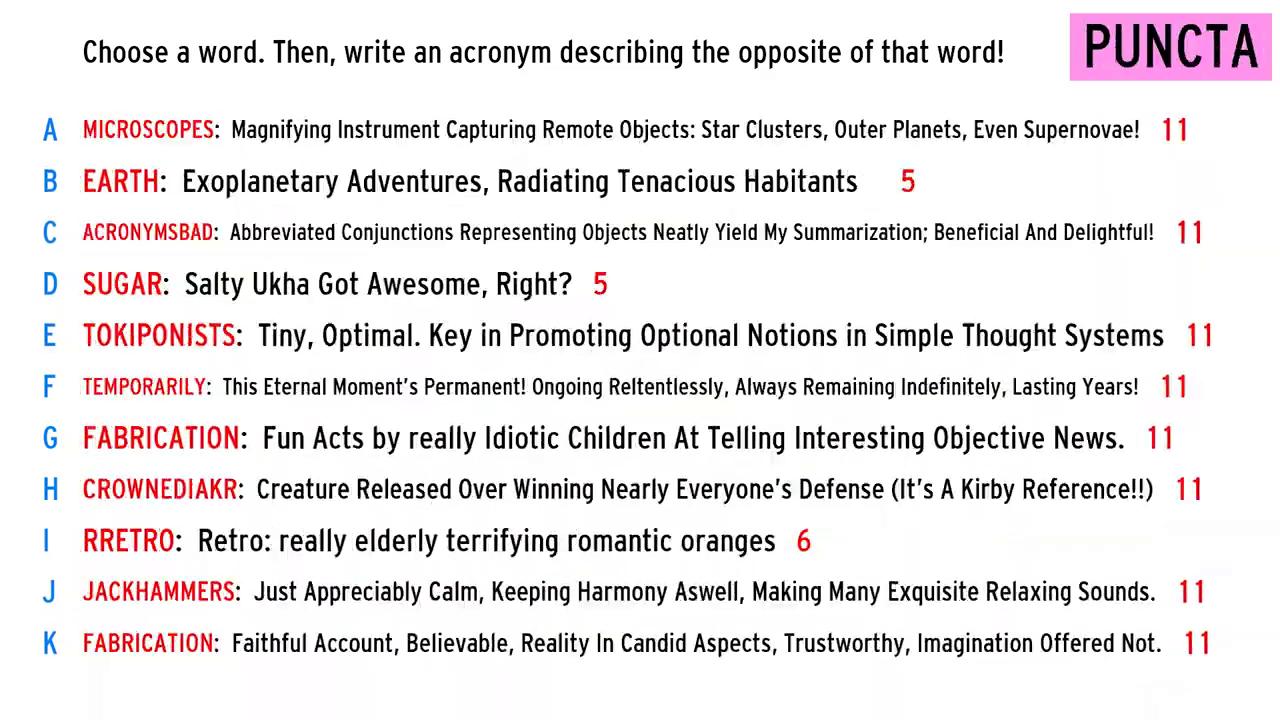 Choose a word. Then, write an acronym describing the opposite of that word!
PUNCTA
A MICROSCOPES: Magnifying Instrument Capturing Remote Objects: Star Clusters, Outer Planets, Even Supernovae! 11
B EARTH: Exoplanetary Adventures, Radiating Tenacious Habitants 5
C ACRONYMSBAD: Abbreviated Conjunctions Representing Objects Neatly Yield My Summarization; Beneficial And Delightful! 11
D SUGAR: Salty Ukha Got Awesome, Right? 5
E TOKIPONISTS: Tiny, Optimal. Key in Promoting Optional Notions in Simple Thought Systems 11
F TEMPORARILY: This Eternal Moment's Permanent! Ongoing Reltentlessly, Always Remaining Indefinitely, Lasting Years! 11
G FABRICATION: Fun Acts by really Idiotic Children At Telling Interesting Objective News. 11
H CROWNEDIAKR: Creature Released Over Winning Nearly Everyone's Defense (It's A Kirby Reference!!) 11
I RRETRO: Retro: really elderly terrifying romantic oranges 6
J JACKHAMMERS: Just Appreciably Calm, Keeping Harmony Aswell, Making Many Exquisite Relaxing Sounds. 11
K FABRICATION: Faithful Account, Believable, Reality In Candid Aspects, Trustworthy, Imagination Offered Not. 11